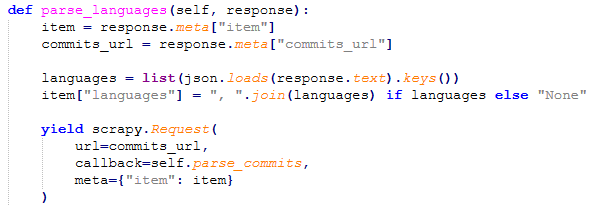 def parse_languages(self, response):
    item = response.meta["item"]
    commits_url = response.meta["commits_url"]

    languages = list(json.loads(response.text).keys())
    item["languages"] = ", ".join(languages) if languages else "None"

    yield scrapy.Request(
        url=commits_url,
        callback=self.parse_commits,
        meta={"item": item}
    )